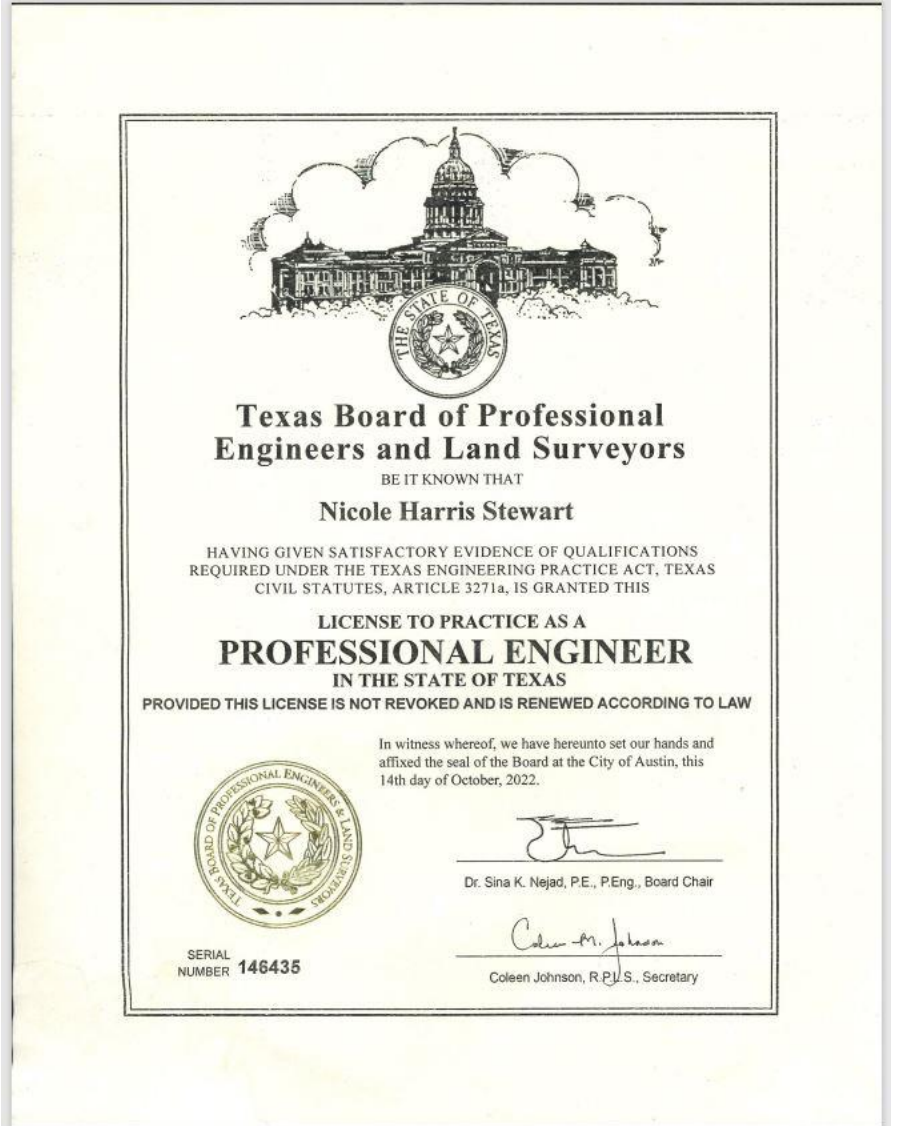 THE STATE OF TEXAS
Texas Board of Professional
Engineers and Land Surveyors
BE IT KNOWN THAT
Nicole Harris Stewart
HAVING GIVEN SATISFACTORY EVIDENCE OF QUALIFICATIONS
REQUIRED UNDER THE TEXAS ENGINEERING PRACTICE ACT, TEXAS
CIVIL STATUTES, ARTICLE 3271a, IS GRANTED THIS
LICENSE TO PRACTICE AS A
PROFESSIONAL ENGINEER
IN THE STATE OF TEXAS
PROVIDED THIS LICENSE IS NOT REVOKED AND IS RENEWED ACCORDING TO LAW
In witness whereof, we have hereunto set our hands and
affixed the seal of the Board at the City of Austin, this
14th day of October, 2022.
TEXAS BOARD OF PROFESSIONAL ENGINEERS & LAND SURVEYORS
Dr. Sina K. Nejad, P.E., P.Eng., Board Chair
Coleen M. Johnson
Coleen Johnson, R.P.L.S., Secretary
SERIAL
NUMBER 146435